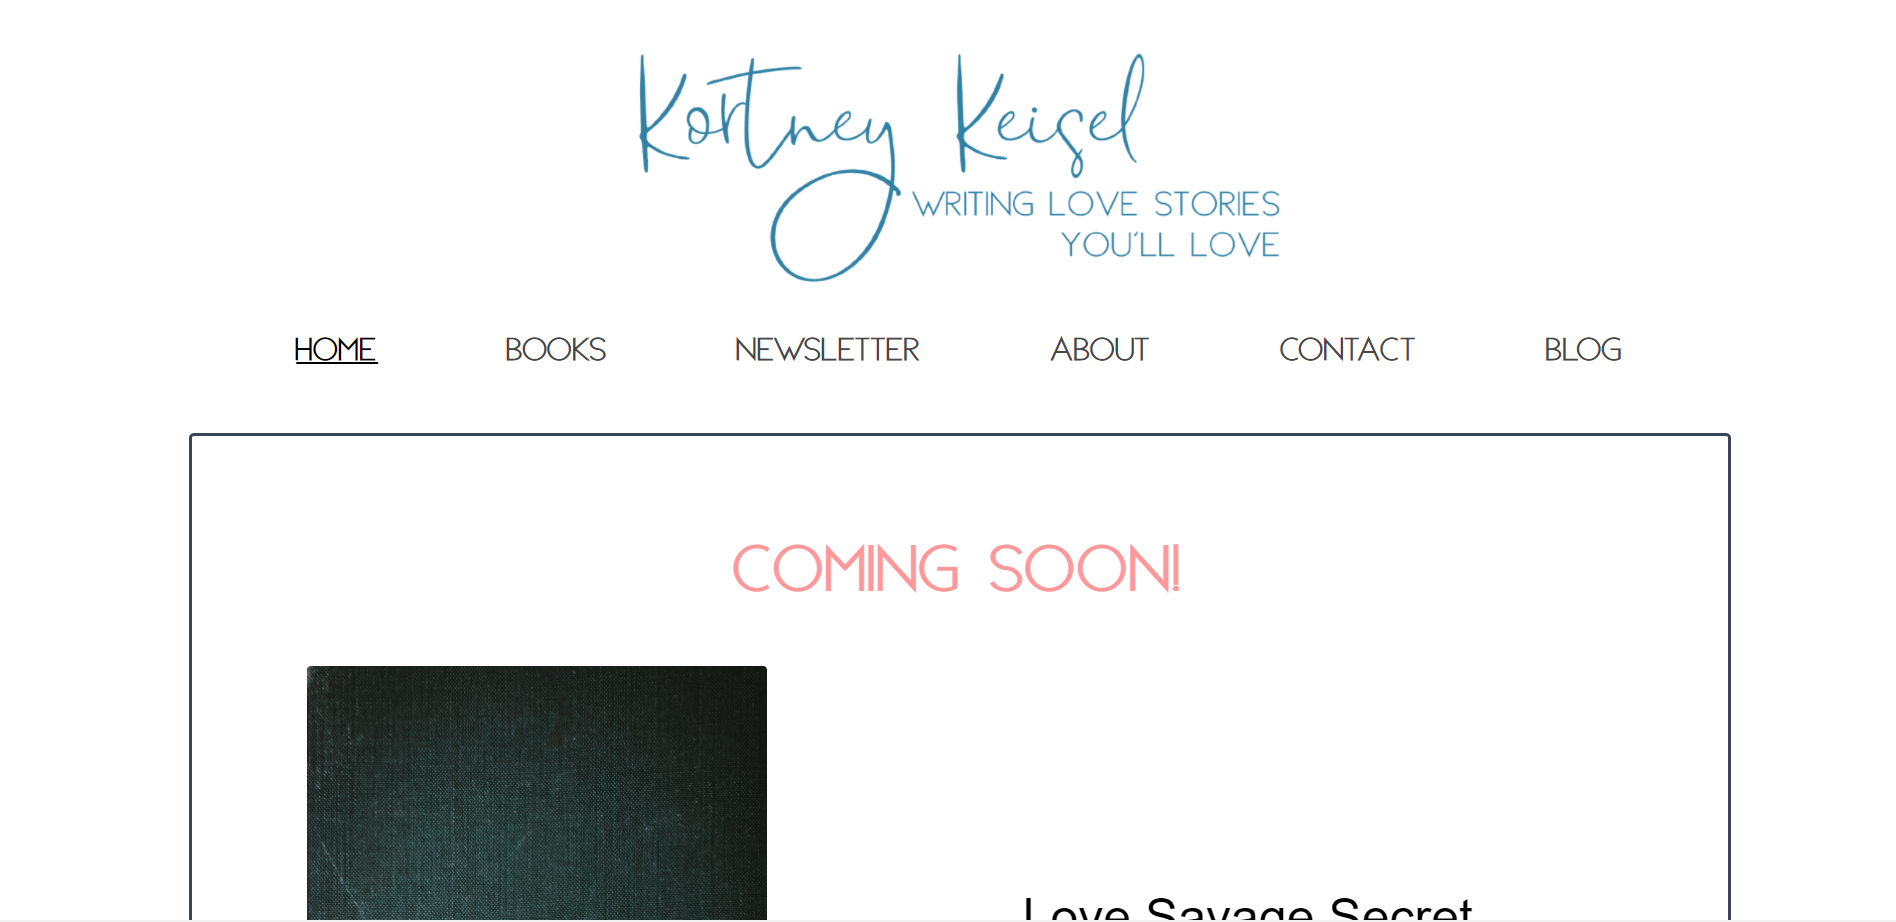 Kortney Keisel
WRITING LOVE STORIES
YOU'LL LOVE
HOME BOOKS NEWSLETTER ABOUT CONTACT BLOG
COMING SOON!
Love Savage Secret